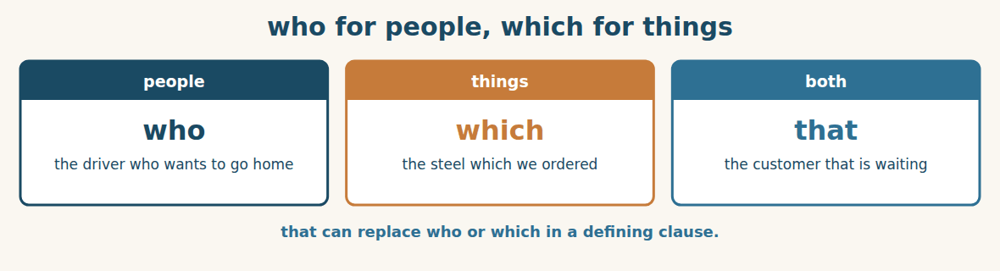 who for people, which for things
people
who
the driver who wants to go home
things
which
the steel which we ordered
both
that
the customer that is waiting
that can replace who or which in a defining clause.